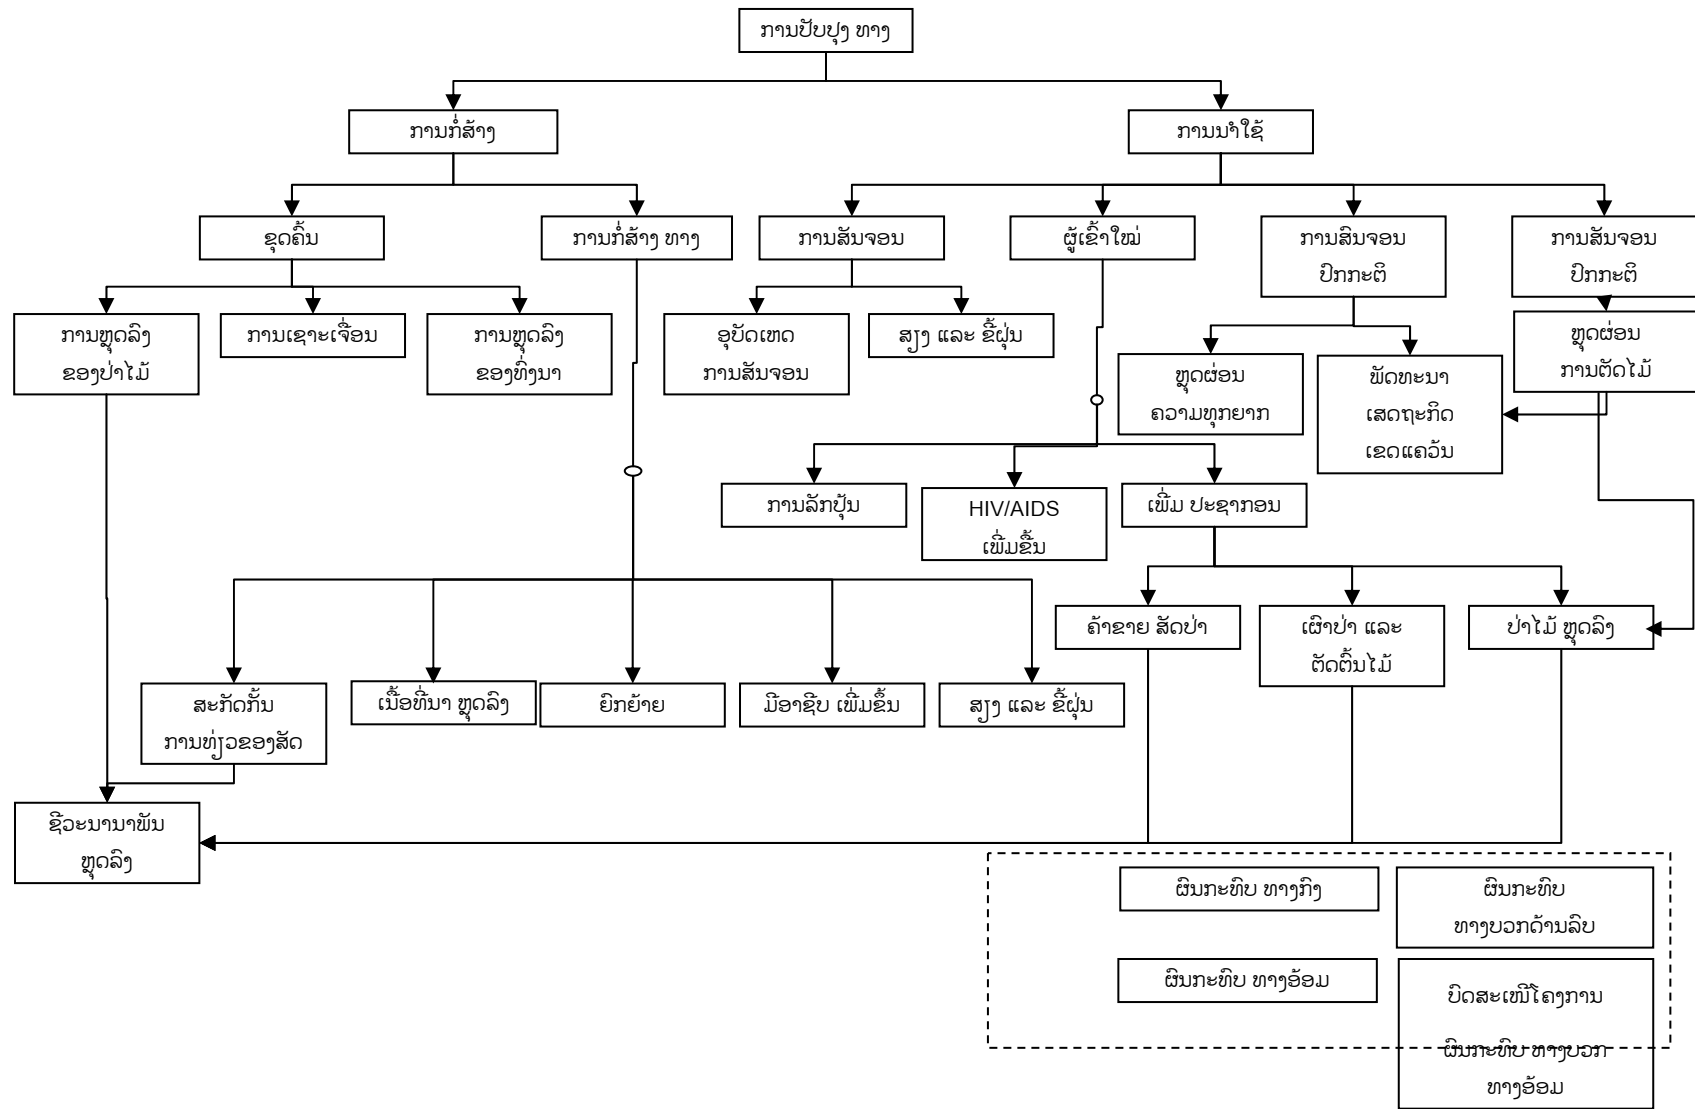 ການປັບປຸງ ທາງ
ການກໍ່ສ້າງ
ການນຳໃຊ້
ຂຸດຄົ້ນ
ການກໍ່ສ້າງ ທາງ
ການສັນຈອນ
ຜູ້ເຂົ້າໃໝ່
ການສົນຈອນ
ປົກກະຕິ
ການສັນຈອນ
ປົກກະຕິ
ການຫຼຸດລົງ
ຂອງປ່າໄມ້
ການເຊາະເຈື່ອນ
ການຫຼຸດລົງ
ຂອງທົ່ງນາ
ອຸບັດເຫດ
ການສັນຈອນ
ສຽງ ແລະ ຂີ້ຝຸ່ນ
ຫຼຸດຜ່ອນ
ຄວາມທຸກຍາກ
ພັດທະນາ
ເສດຖະກິດ
ເຂດແຄວ້ນ
ຫຼຸດຜ່ອນ
ການຕັດໄມ້
ການລັກປຸ້ນ
HIV/AIDS
ເພີ່ມຂື້ນ
ເພີ່ມ ປະຊາກອນ
ຄ້າຂາຍ ສັດປ່າ
ເຜົາປ່າ ແລະ
ຕັດຕົ້ນໄມ້
ປ່າໄມ້ ຫຼຸດລົງ
ສະກັດກັ້ນ
ການທ່ຽວຂອງສັດ
ເນື້ອທີ່ນາ ຫຼຸດລົງ
ຍົກຍ້າຍ
ມີອາຊີບ ເພີ່ມຂຶ້ນ
ສຽງ ແລະ ຂີ້ຝຸ່ນ
ຊີວະນານາພັນ
ຫຼຸດລົງ
ຜົນກະທົບ ທາງກົງ
ຜົນກະທົບ
ທາງບວກດ້ານລົບ
ຜົນກະທົບ ທາງອ້ອມ
ບົດສະເໜີໂຄງການ
ຜົນກະທົບ ທາງບວກ
ທາງອ້ອມ